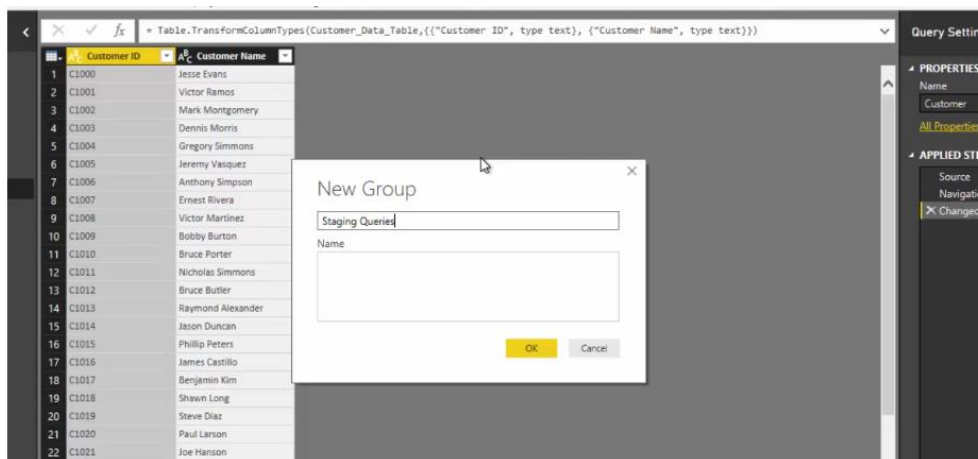 fx = Table.TransformColumnTypes(Customer_Data_Table,{{"Customer ID", type text}, {"Customer Name", type text}})
Query Settin
PROPERTIES
Name
Customer
All Properties
APPLIED STE
Source
Navigati
Changed
ABC Customer ID ABC Customer Name
1 C1000 Jesse Evans
2 C1001 Victor Ramos
3 C1002 Mark Montgomery
4 C1003 Dennis Morris
5 C1004 Gregory Simmons
6 C1005 Jeremy Vasquez
7 C1006 Anthony Simpson
8 C1007 Ernest Rivera
9 C1008 Victor Martinez
10 C1009 Bobby Burton
11 C1010 Bruce Porter
12 C1011 Nicholas Simmons
13 C1012 Bruce Butler
14 C1013 Raymond Alexander
15 C1014 Jason Duncan
16 C1015 Phillip Peters
17 C1016 James Castillo
18 C1017 Benjamin Kim
19 C1018 Shawn Long
20 C1019 Steve Diaz
21 C1020 Paul Larson
22 C1021 Joe Hanson
New Group
Staging Queries
Name
OK Cancel